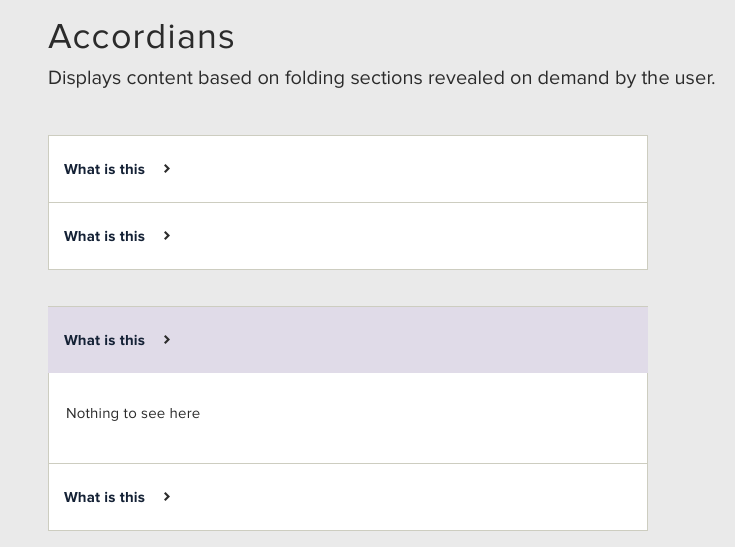 Accordians
Displays content based on folding sections revealed on demand by the user.
What is this
What is this
What is this
Nothing to see here
What is this